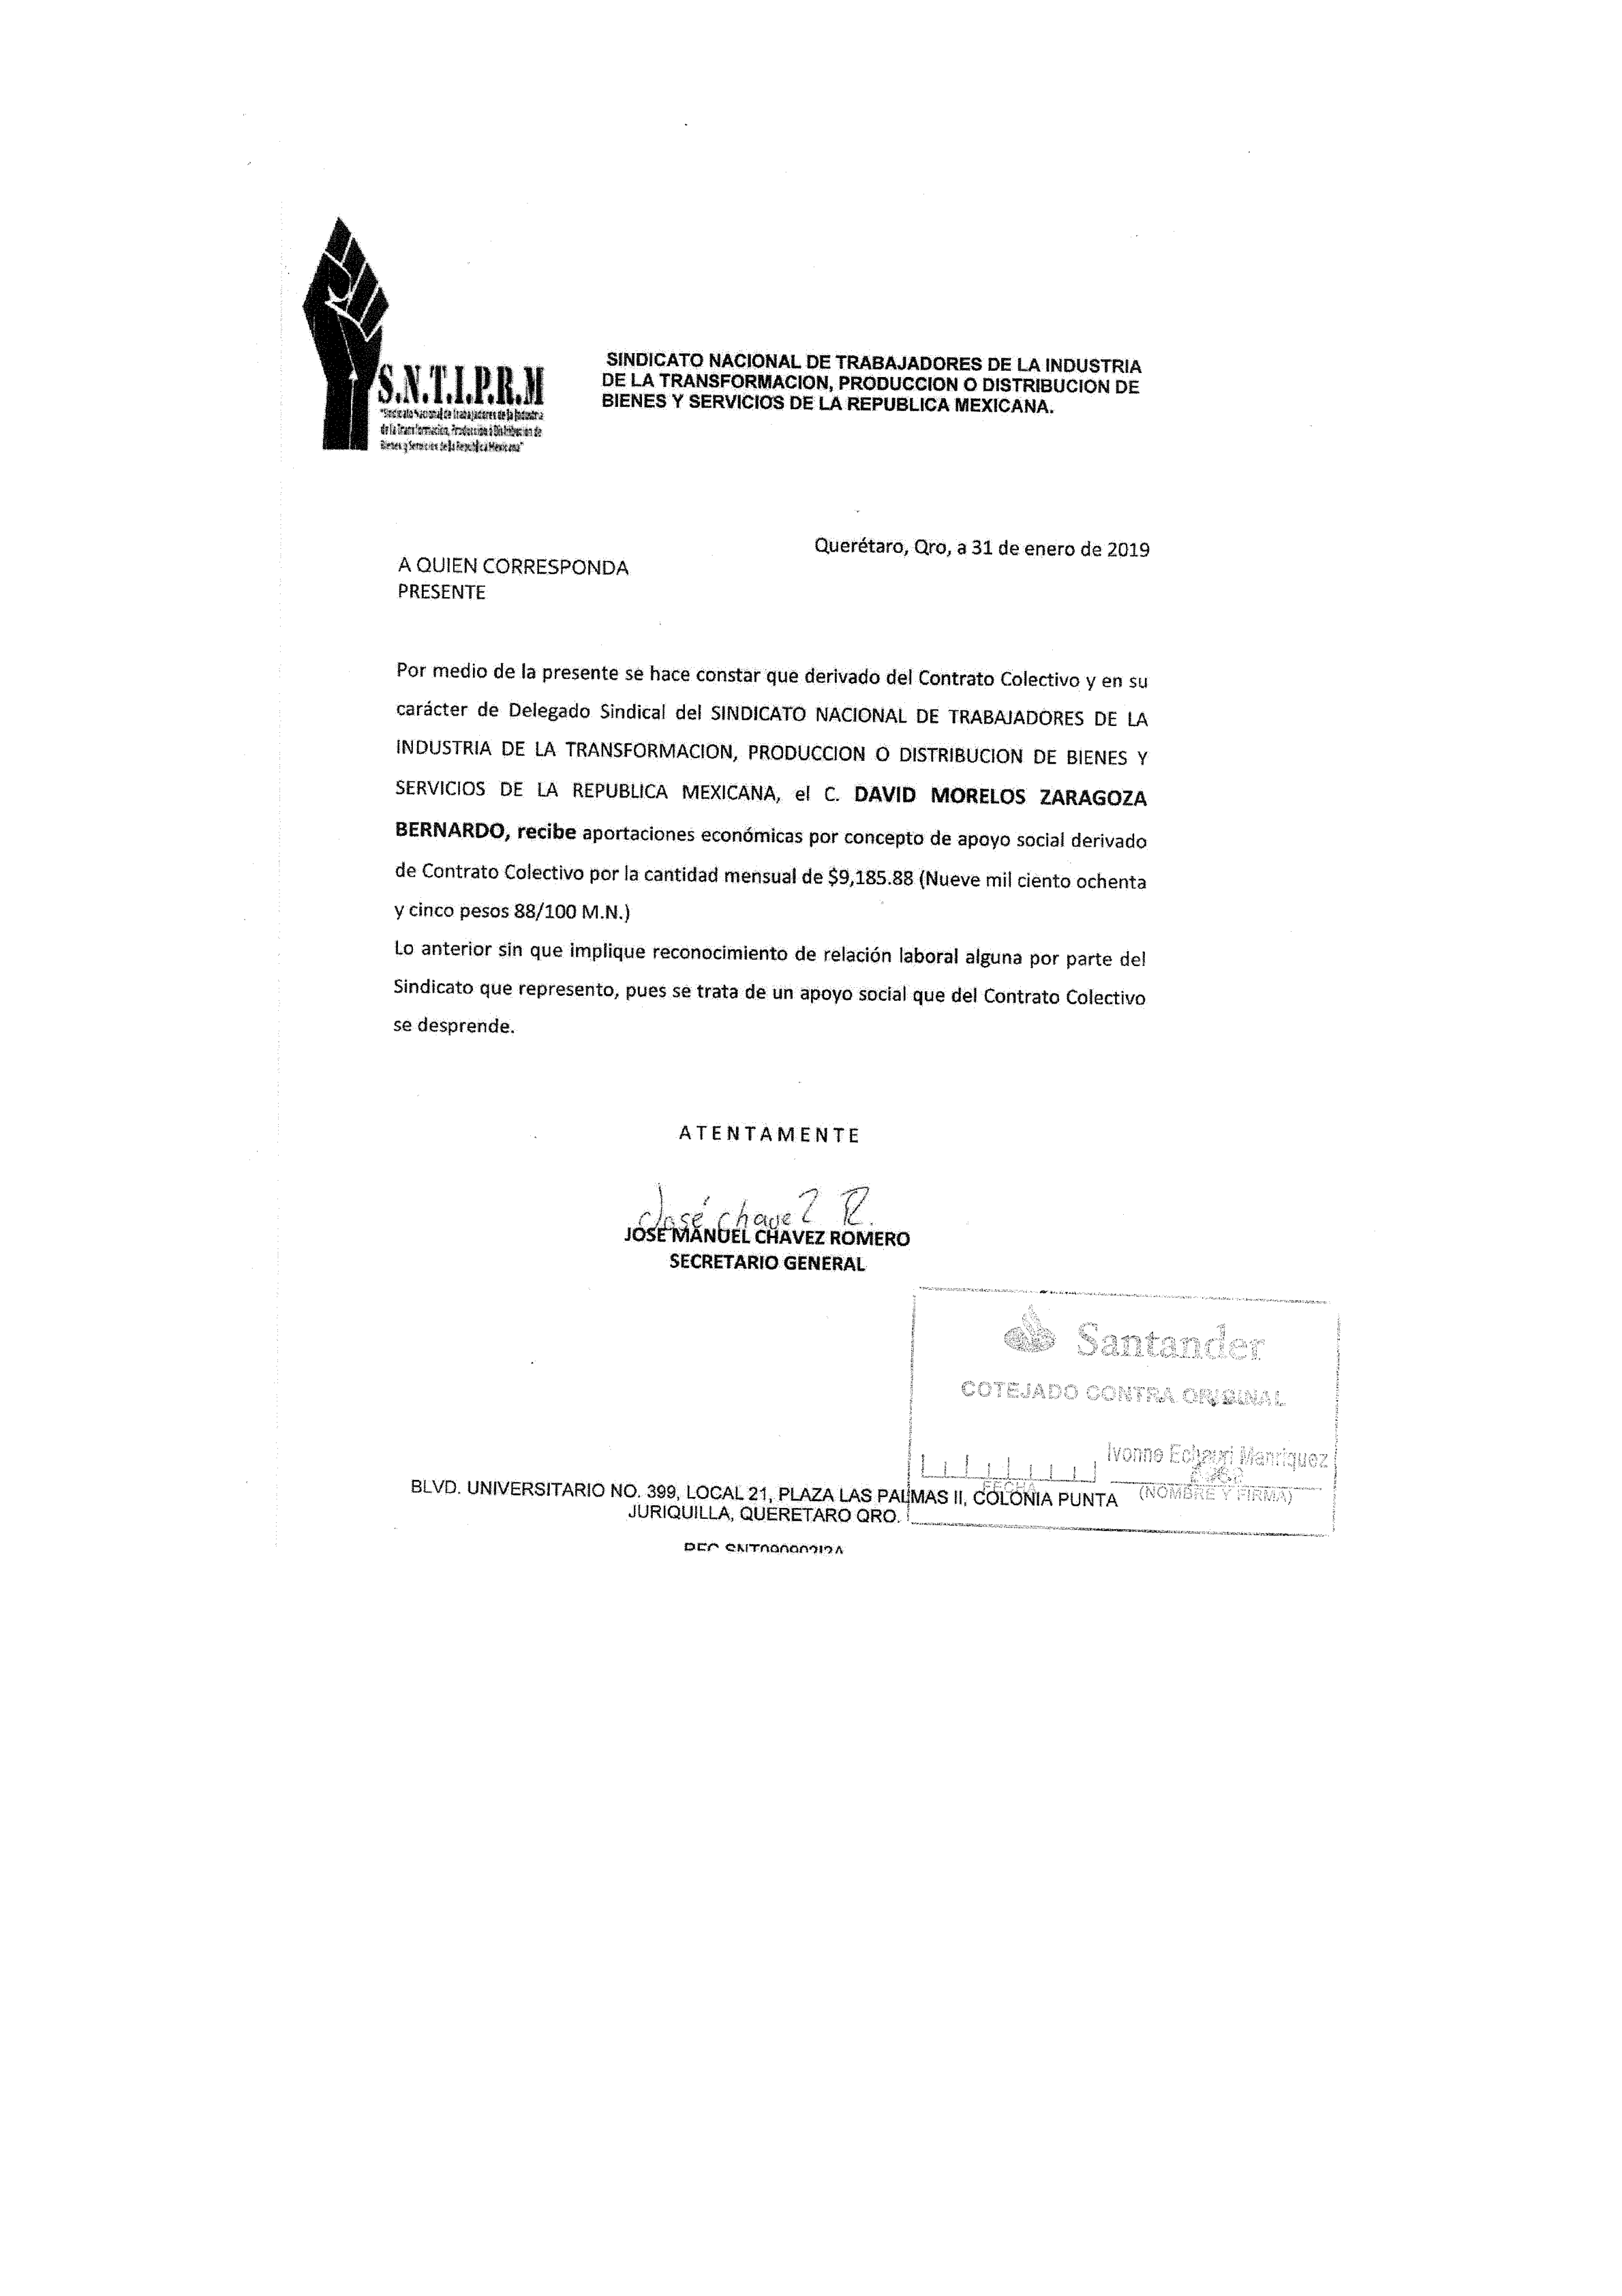 S.N.T.I.P.R.M
"Sindicato Nacional de trabajadores de la Industria
de la Transformación, Producción o Distribución de
Bienes y Servicios de la República Mexicana"
SINDICATO NACIONAL DE TRABAJADORES DE LA INDUSTRIA
DE LA TRANSFORMACION, PRODUCCION O DISTRIBUCION DE
BIENES Y SERVICIOS DE LA REPUBLICA MEXICANA.
Querétaro, Qro, a 31 de enero de 2019
A QUIEN CORRESPONDA
PRESENTE
Por medio de la presente se hace constar que derivado del Contrato Colectivo y en su
carácter de Delegado Sindical del SINDICATO NACIONAL DE TRABAJADORES DE LA
INDUSTRIA DE LA TRANSFORMACION, PRODUCCION O DISTRIBUCION DE BIENES Y
SERVICIOS DE LA REPUBLICA MEXICANA, el C. DAVID MORELOS ZARAGOZA
BERNARDO, recibe aportaciones económicas por concepto de apoyo social derivado
de Contrato Colectivo por la cantidad mensual de $9,185.88 (Nueve mil ciento ochenta
y cinco pesos 88/100 M.N.)
Lo anterior sin que implique reconocimiento de relación laboral alguna por parte del
Sindicato que represento, pues se trata de un apoyo social que del Contrato Colectivo
se desprende.
ATENTAMENTE
José chavez R.
JOSE MANUEL CHAVEZ ROMERO
SECRETARIO GENERAL
Santander
COTEJADO CONTRA ORIGINAL
Ivonne Echauri Manriquez
FECHA
(NOMBRE Y FIRMA)
BLVD. UNIVERSITARIO NO. 399, LOCAL 21, PLAZA LAS PALMAS II, COLONIA PUNTA
JURIQUILLA, QUERETARO QRO.